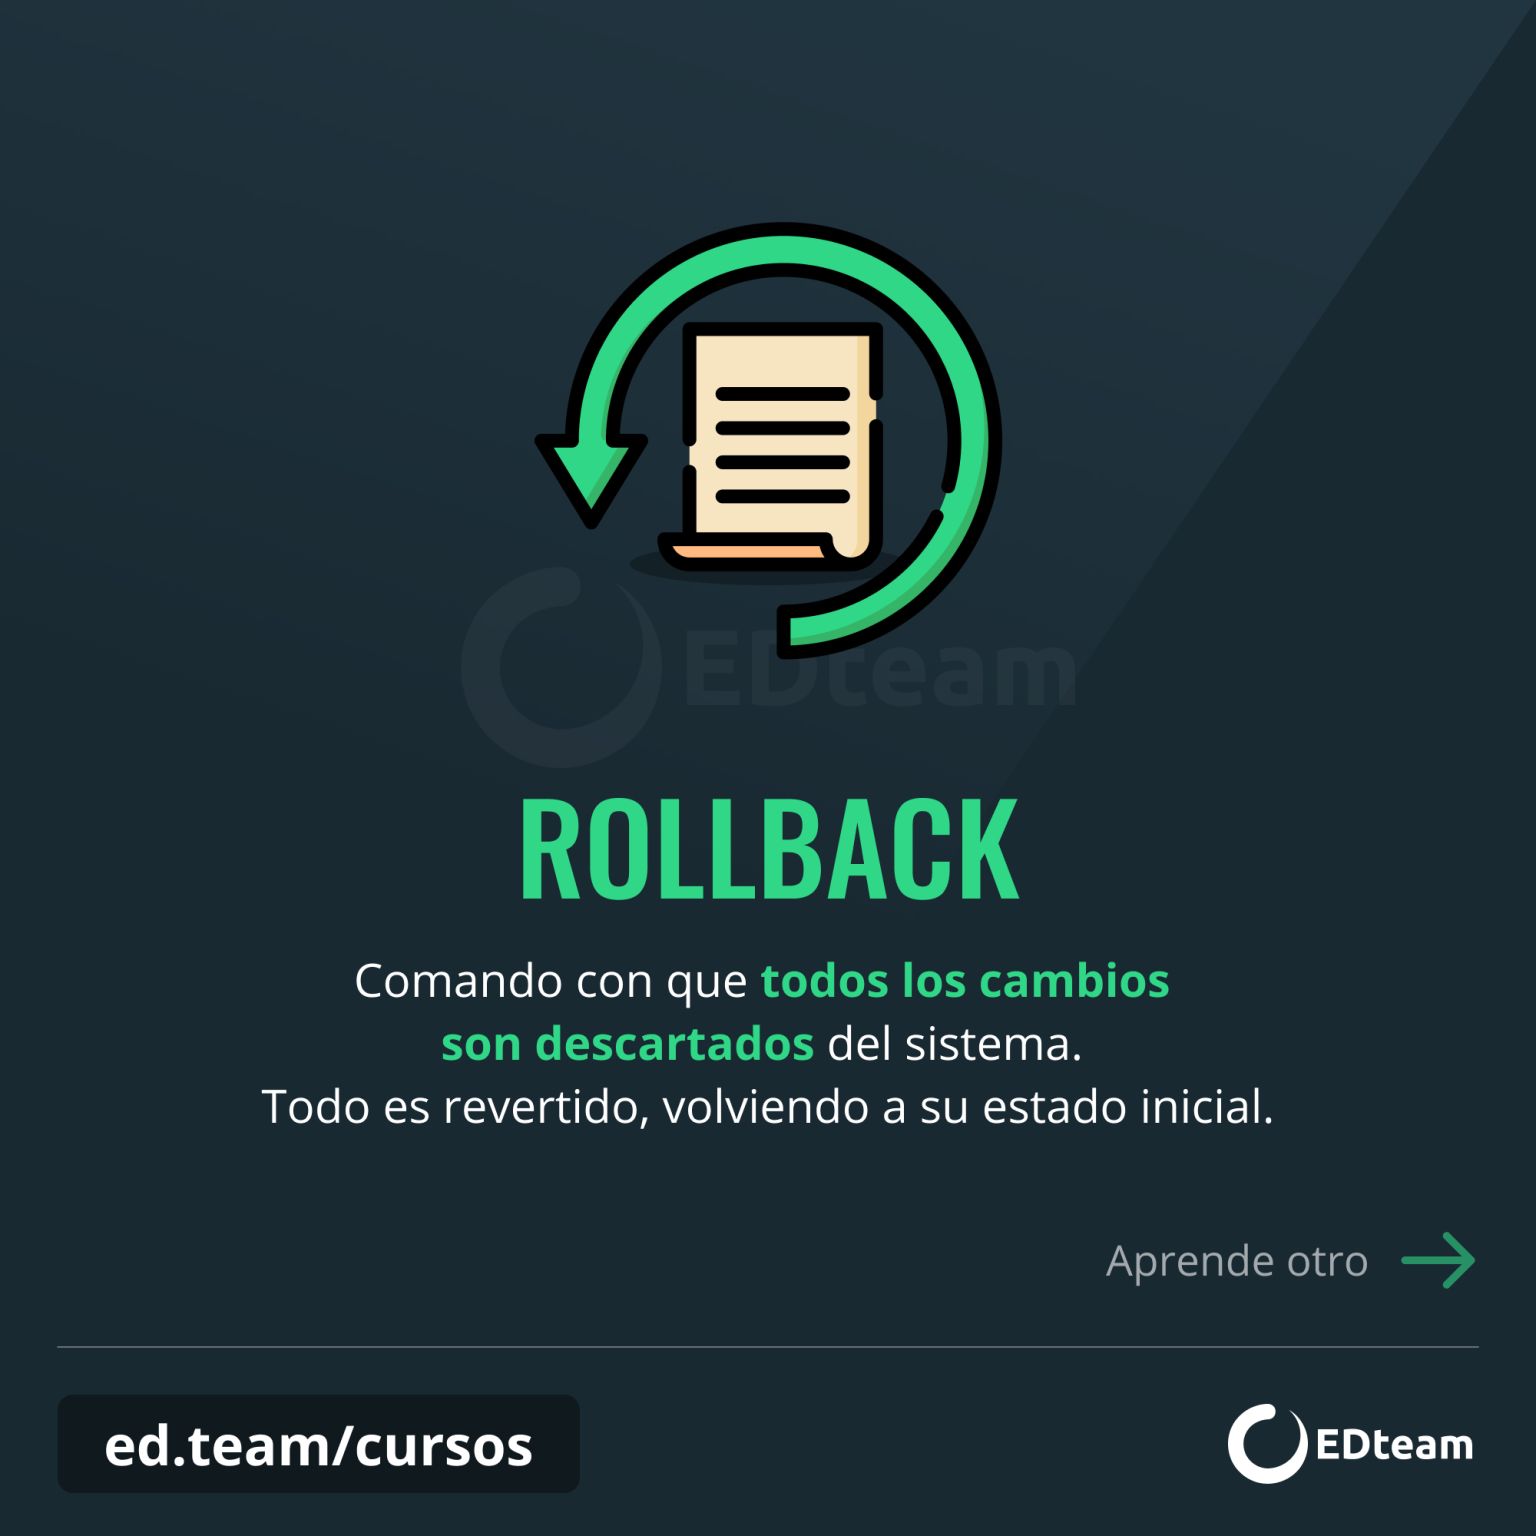 EDteam
ROLLBACK
Comando con que todos los cambios
son descartados del sistema.
Todo es revertido, volviendo a su estado inicial.
Aprende otro
ed.team/cursos
EDteam